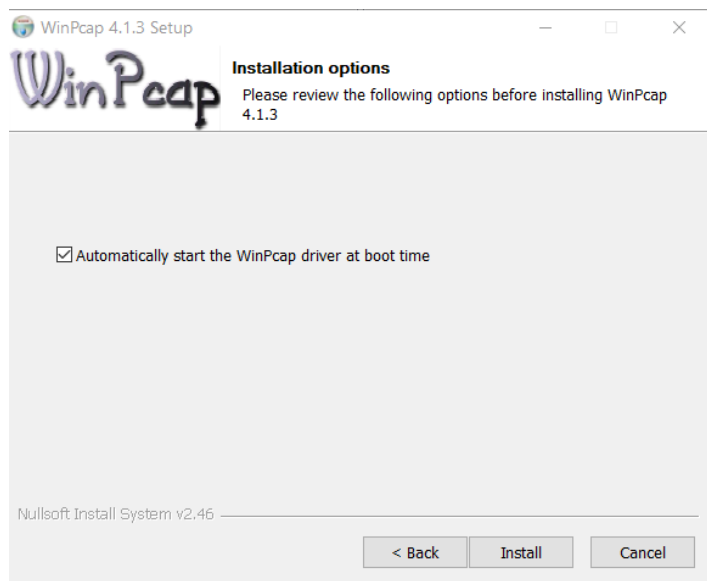 WinPcap 4.1.3 Setup
WinPcap
Installation options
Please review the following options before installing WinPcap
4.1.3
Automatically start the WinPcap driver at boot time
Nullsoft Install System v2.46
< Back
Install
Cancel